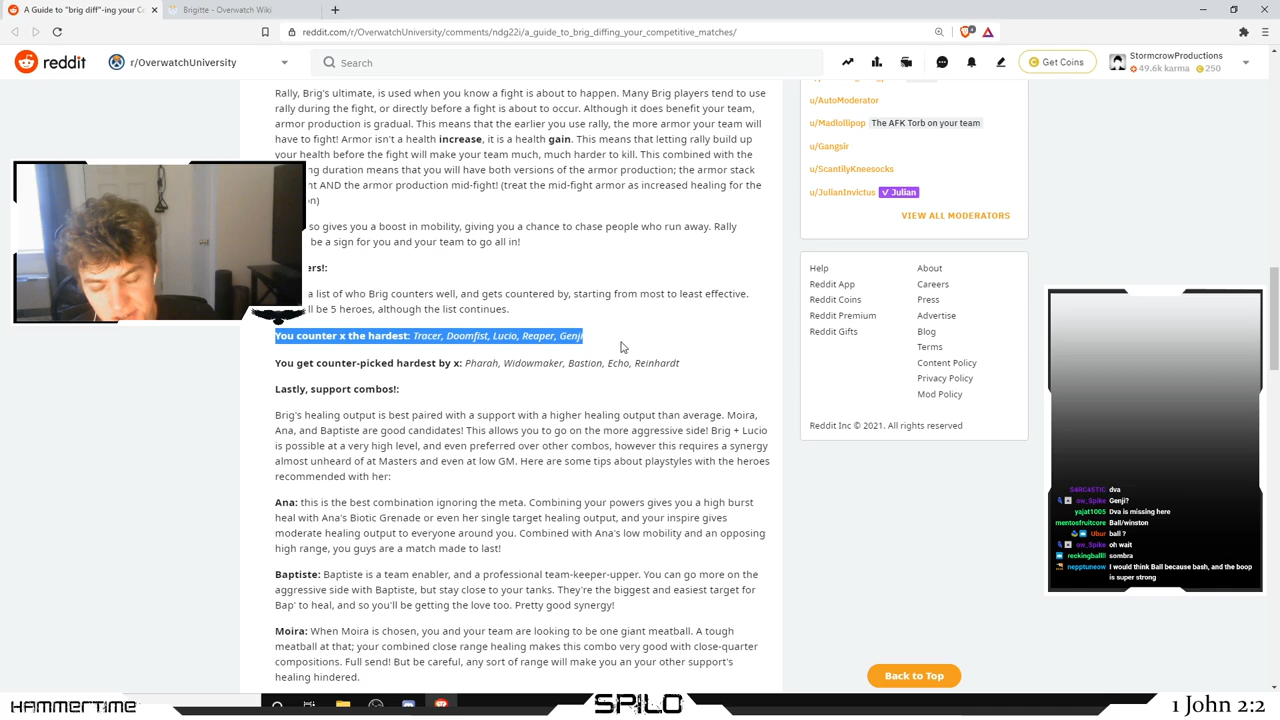 A Guide to "brig diff"-ing your C
Brigitte - Overwatch Wiki
reddit.com/r/OverwatchUniversity/comments/ndg22i/a_guide_to_brig_diffing_your_competitive_matches/
reddit
r/OverwatchUniversity
Search
Get Coins
StormcrowProductions
49.6k karma 250
Rally, Brig's ultimate, is used when you know a fight is about to happen. Many Brig players tend to use
rally during the fight, or directly before a fight is about to occur. Although it does benefit your team,
armor production is gradual. This means that the earlier you use rally, the more armor your team will
have to fight! Armor isn't a health increase, it is a health gain. This means that letting rally build up
your health before the fight will make your team much, much harder to kill. This combined with the
ng duration means that you will have both versions of the armor production; the armor stack
nt AND the armor production mid-fight! (treat the mid-fight armor as increased healing for the
on)
so gives you a boost in mobility, giving you a chance to chase people who run away. Rally
be a sign for you and your team to go all in!
ers!:
a list of who Brig counters well, and gets countered by, starting from most to least effective.
ll be 5 heroes, although the list continues.
You counter x the hardest: Tracer, Doomfist, Lucio, Reaper, Genji
You get counter-picked hardest by x: Pharah, Widowmaker, Bastion, Echo, Reinhardt
Lastly, support combos!:
Brig's healing output is best paired with a support with a higher healing output than average. Moira,
Ana, and Baptiste are good candidates! This allows you to go on the more aggressive side! Brig + Lucio
is possible at a very high level, and even preferred over other combos, however this requires a synergy
almost unheard of at Masters and even at low GM. Here are some tips about playstyles with the heroes
recommended with her:
Ana: this is the best combination ignoring the meta. Combining your powers gives you a high burst
heal with Ana's Biotic Grenade or even her single target healing output, and your inspire gives
moderate healing output to everyone around you. Combined with Ana's low mobility and an opposing
high range, you guys are a match made to last!
Baptiste: Baptiste is a team enabler, and a professional team-keeper-upper. You can go more on the
aggressive side with Baptiste, but stay close to your tanks. They're the biggest and easiest target for
Bap' to heal, and so you'll be getting the love too. Pretty good synergy!
Moira: When Moira is chosen, you and your team are looking to be one giant meatball. A tough
meatball at that; your combined close range healing makes this combo very good with close-quarter
compositions. Full send! But be careful, any sort of range will make you an your other support's
healing hindered.
u/AutoModerator
u/Madlollipop The AFK Torb on your team
u/Gangsir
u/ScantilyKneesocks
u/JulianInvictus V Julian
VIEW ALL MODERATORS
Help
About
Reddit App
Careers
Reddit Coins
Press
Reddit Premium
Advertise
Reddit Gifts
Blog
Terms
Content Policy
Privacy Policy
Mod Policy
Reddit Inc © 2021. All rights reserved
Back to Top
S4RC4STIC dva
ow_Spike Genji?
yajat1005 Dva is missing here
mentosfruitcore Ball/winston
Ubur ball ?
ow_Spike oh wait
reckingballll sombra
nepptuneow I would think Ball because bash, and the boop
is super strong
HAMMERTIME
SPILO
1 John 2:2